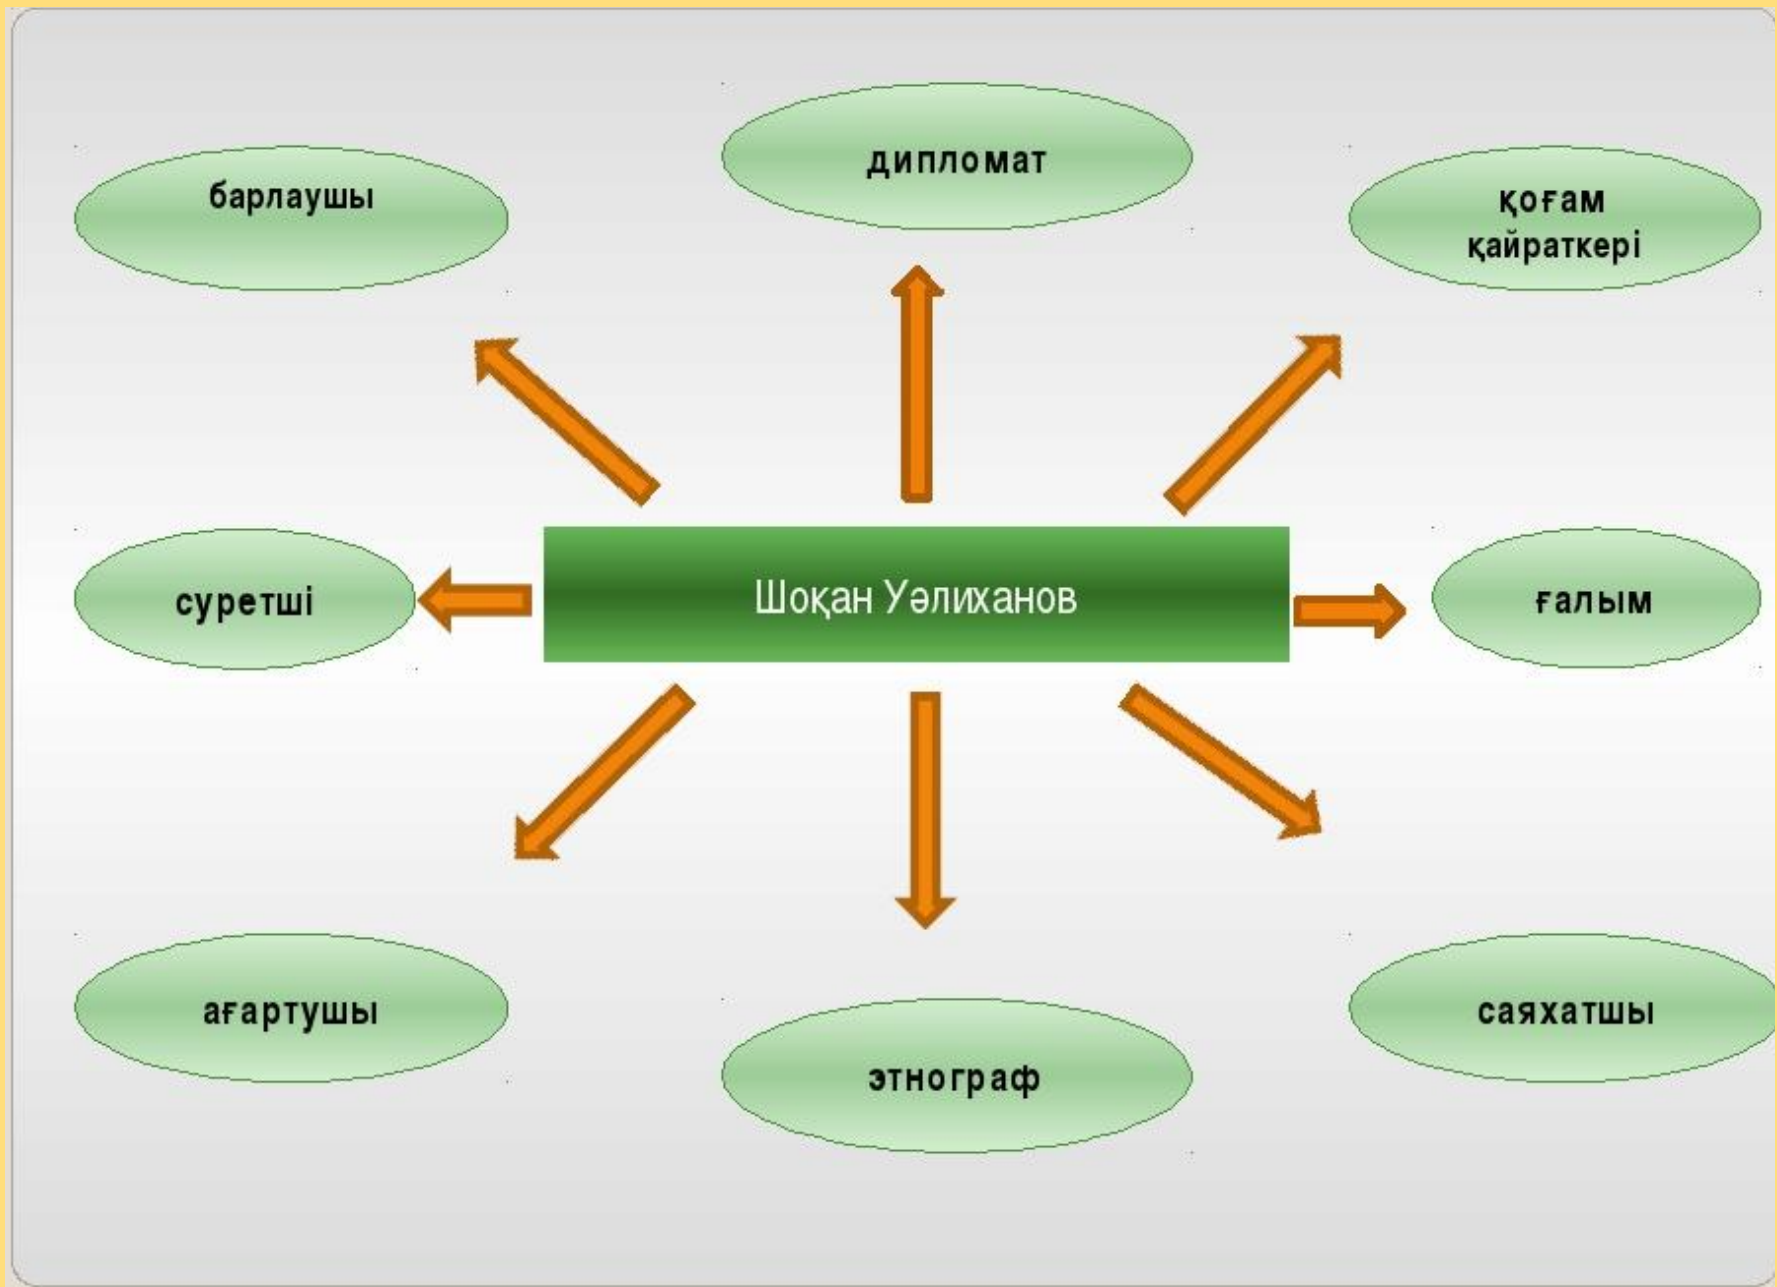 барлаушы
дипломат
қоғам
қайраткері
суретші
Шоқан Уәлиханов
ғалым
ағартушы
этнограф
саяхатшы